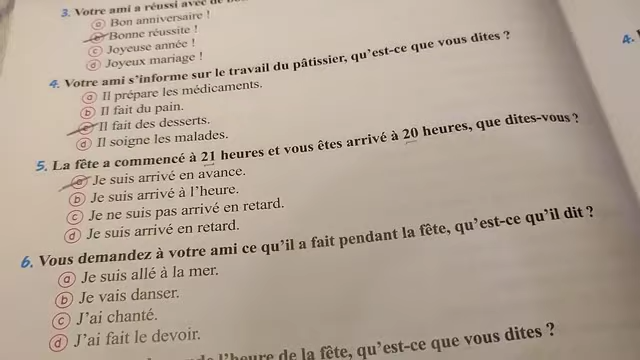 3. Votre ami a réussi avec
ⓐ Bon anniversaire !
ⓑ Bonne réussite !
ⓒ Joyeuse année !
ⓓ Joyeux mariage !
4. Votre ami s'informe sur le travail du pâtissier, qu'est-ce que vous dites ?
ⓐ Il prépare les médicaments.
ⓑ Il fait du pain.
ⓒ Il fait des desserts.
ⓓ Il soigne les malades.
5. La fête a commencé à 21 heures et vous êtes arrivé à 20 heures, que dites-vous ?
ⓐ Je suis arrivé en avance.
ⓑ Je suis arrivé à l'heure.
ⓒ Je ne suis pas arrivé en retard.
ⓓ Je suis arrivé en retard.
6. Vous demandez à votre ami ce qu'il a fait pendant la fête, qu'est-ce qu'il dit ?
ⓐ Je suis allé à la mer.
ⓑ Je vais danser.
ⓒ J'ai chanté.
ⓓ J'ai fait le devoir.
l'heure de la fête, qu'est-ce que vous dites ?
4.